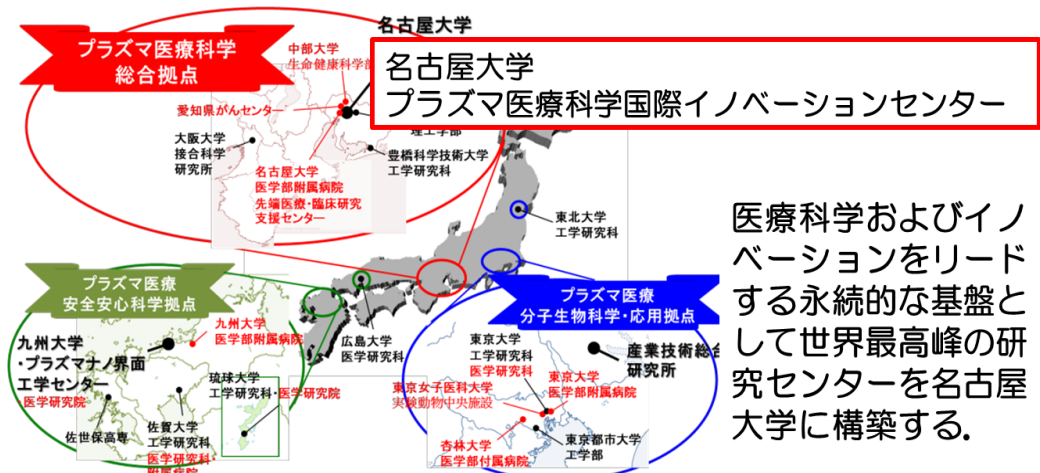 名古屋大学
プラズマ医療科学
総合拠点
中部大学
生命健康科学部
名古屋大学
プラズマ医療科学国際イノベーションセンター
愛知県がんセンター
理工学部
大阪大学
接合科学
研究所
豊橋科学技術大学
工学研究科
名古屋大学
医学部附属病院
先端医療・臨床研究
支援センター
東北大学
工学研究科
医療科学およびイノ
ベーションをリード
する永続的な基盤と
して世界最高峰の研
究センターを名古屋
大学に構築する.
プラズマ医療
安全安心科学拠点
九州大学
医学部附属病院
九州大学
・プラズマナノ界面
工学センター
医学研究院
佐世保高専
佐賀大学
工学研究科
医学研究科・
附属病院
琉球大学
工学研究科・医学研究院
広島大学
医学研究科
プラズマ医療
分子生物科学・応用拠点
東京大学
工学研究科
医学研究科
産業技術総合
研究所
東京女子医科大学
実験動物中央施設
東京大学
医学部附属病院
杏林大学
医学部付属病院
東京都市大学
工学部